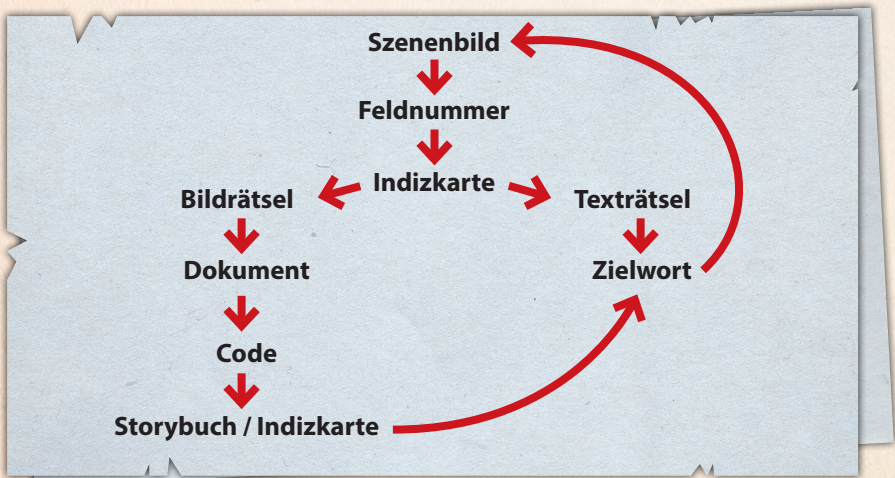 Szenenbild
Feldnummer
Indizkarte
Bildrätsel
Texträtsel
Dokument
Zielwort
Code
Storybuch / Indizkarte